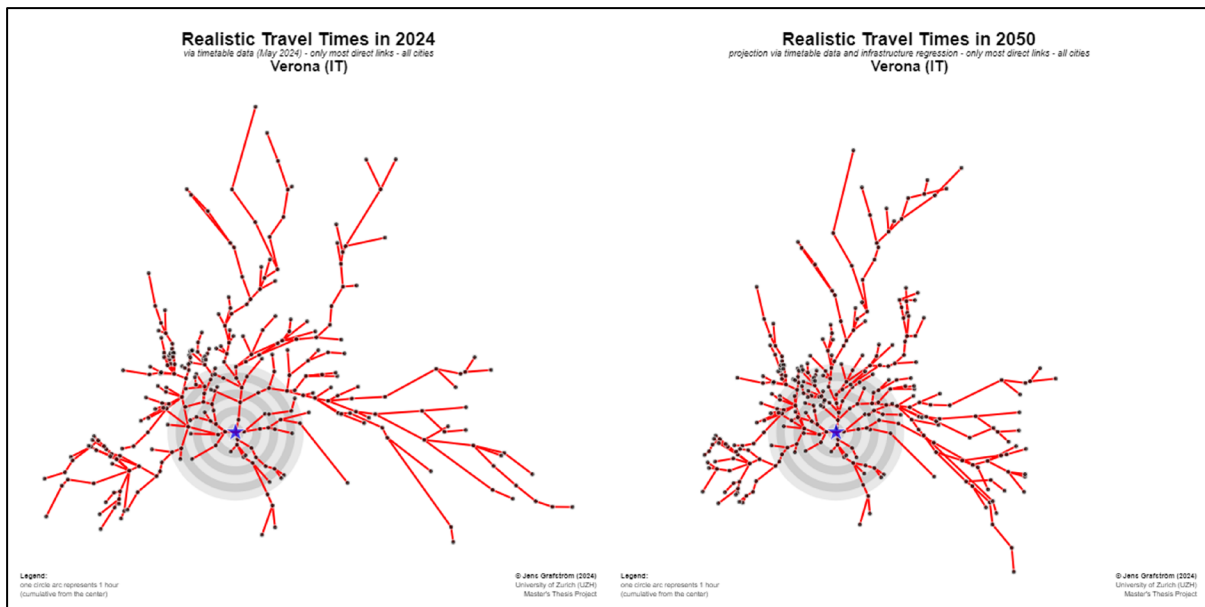 Realistic Travel Times in 2024
via timetable data (May 2024) - only most direct links - all cities
Verona (IT)
Legend:
one circle arc represents 1 hour
(cumulative from the center)
© Jens Grafström (2024)
University of Zurich (UZH)
Master's Thesis Project
Realistic Travel Times in 2050
projection via timetable data and infrastructure regression - only most direct links - all cities
Verona (IT)
Legend:
one circle arc represents 1 hour
(cumulative from the center)
© Jens Grafström (2024)
University of Zurich (UZH)
Master's Thesis Project